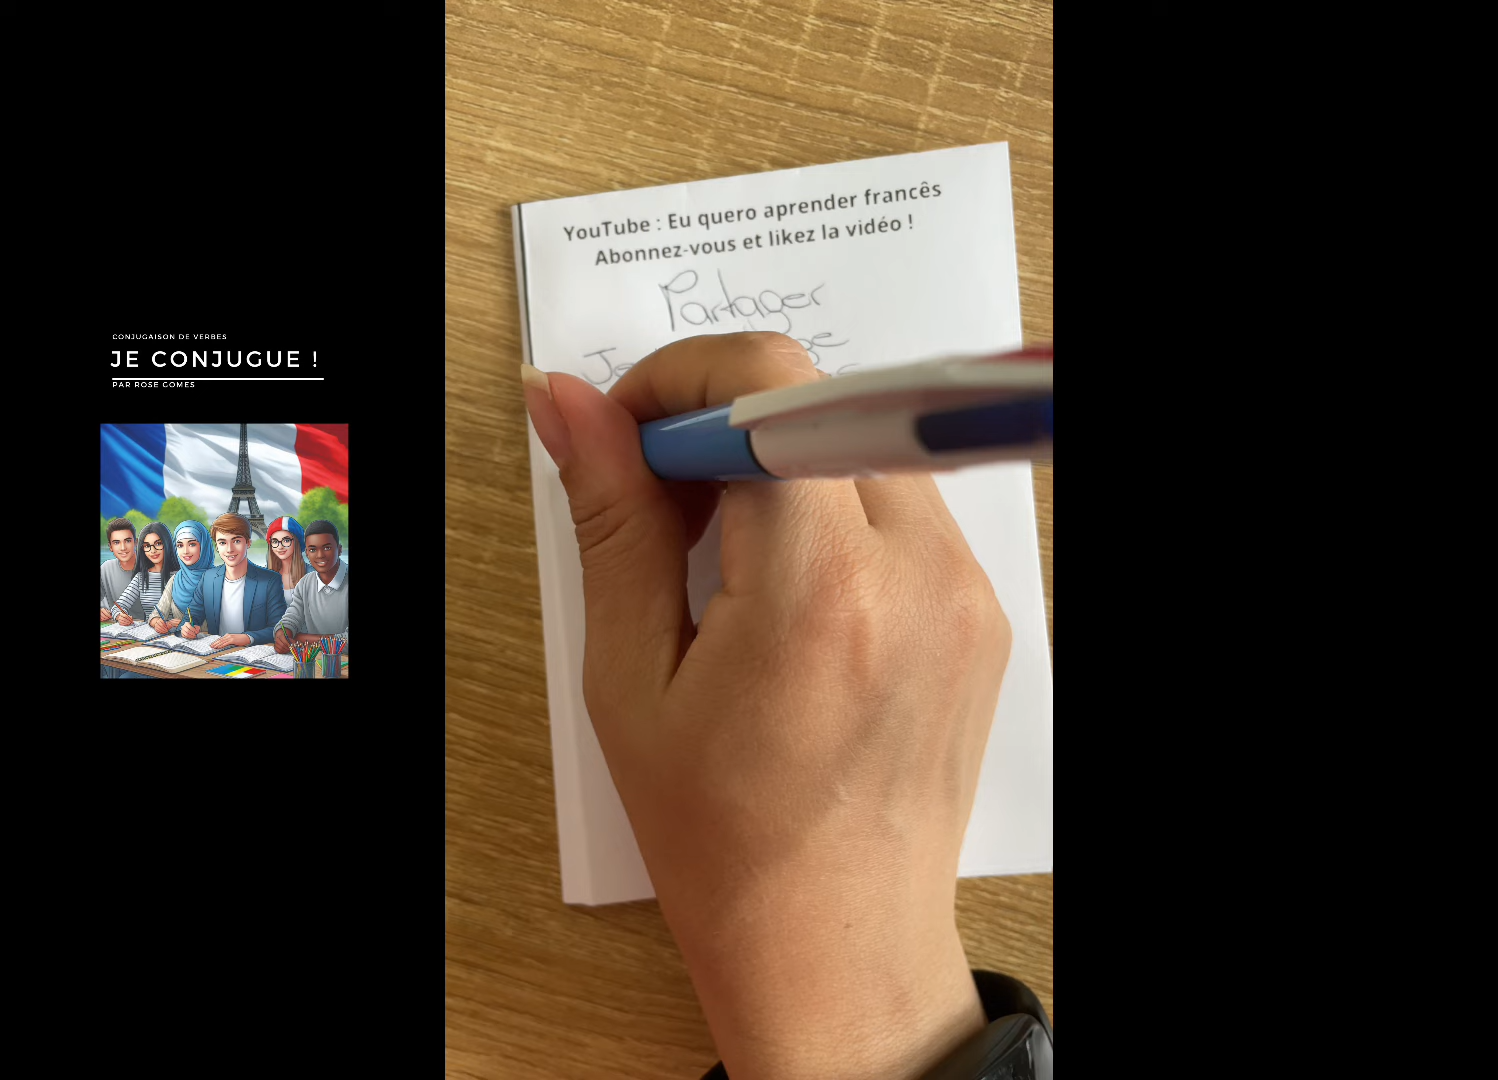 CONJUGAISON DE VERBES
JE CONJUGUE !
PAR ROSE GOMES
YouTube : Eu quero aprender francês
Abonnez-vous et likez la vidéo !
Partager
Je